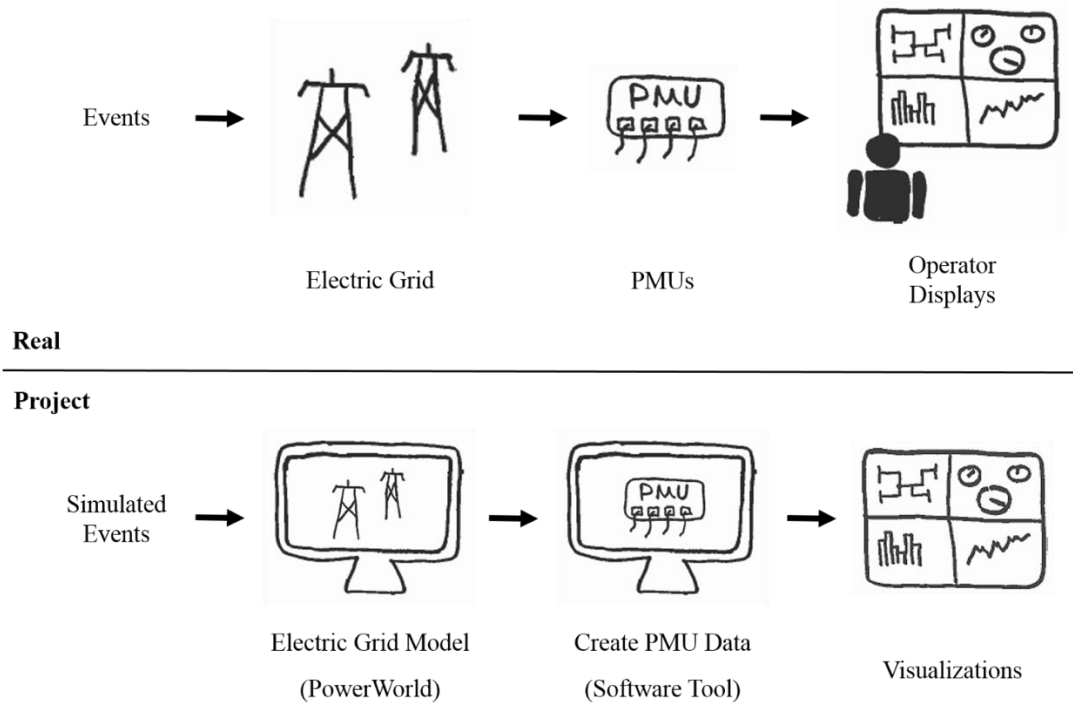 Events
PMU
Electric Grid
PMUs
Operator
Displays
Real
Project
Simulated
Events
PMU
Electric Grid Model
(PowerWorld)
Create PMU Data
(Software Tool)
Visualizations